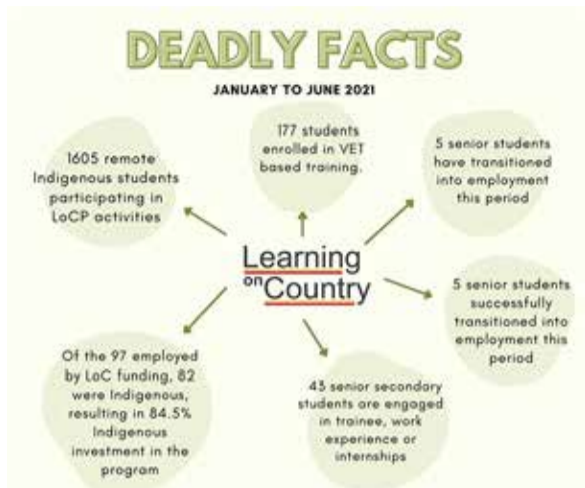 DEADLY FACTS
JANUARY TO JUNE 2021
1605 remote
Indigenous students
participating in
LoCP activities
177 students
enrolled in VET
based training.
5 senior students
have transitioned
into employment
this period
Learning
on Country
5 senior students
successfully
transitioned into
employment this
period
Of the 97 employed
by LoC funding, 82
were Indigenous,
resulting in 84.5%
Indigenous
investment in the
program
43 senior secondary
students are engaged
in trainee, work
experience or
internships